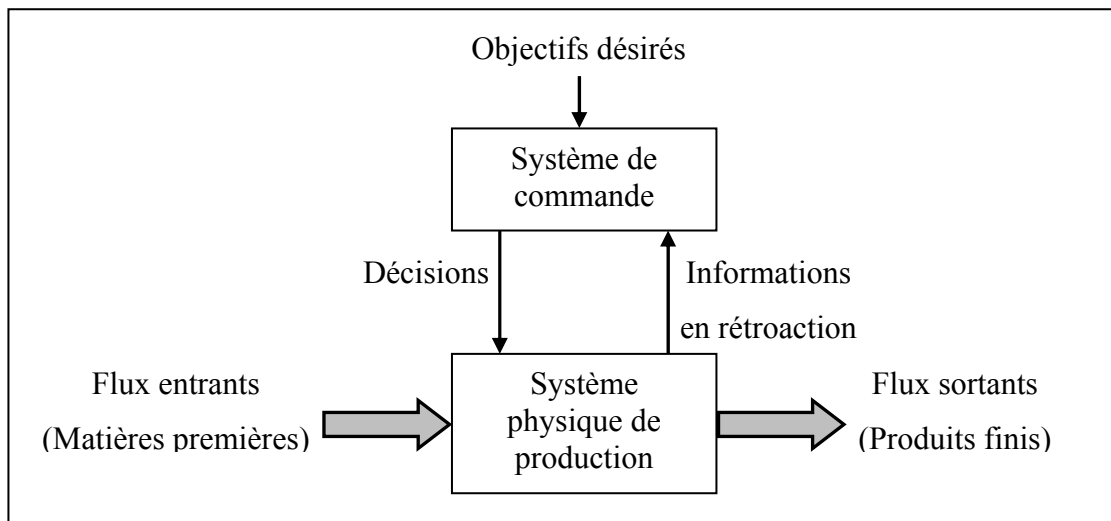 Objectifs désirés
Système de
commande
Décisions
Informations
en rétroaction
Flux entrants
(Matières premières)
Système
physique de
production
Flux sortants
(Produits finis)